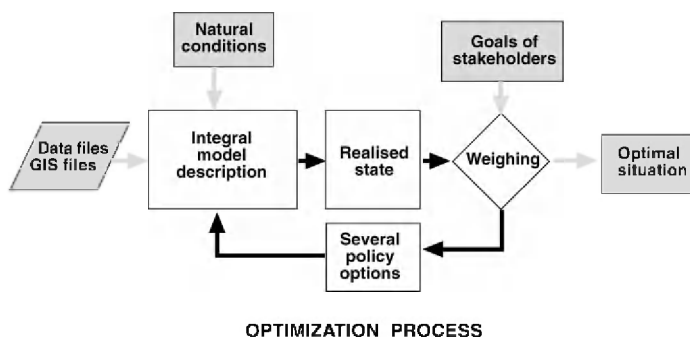 Natural
conditions
Goals of
stakeholders
Data files
GIS files
Integral
model
description
Realised
state
Weighing
Optimal
situation
Several
policy
options
OPTIMIZATION PROCESS